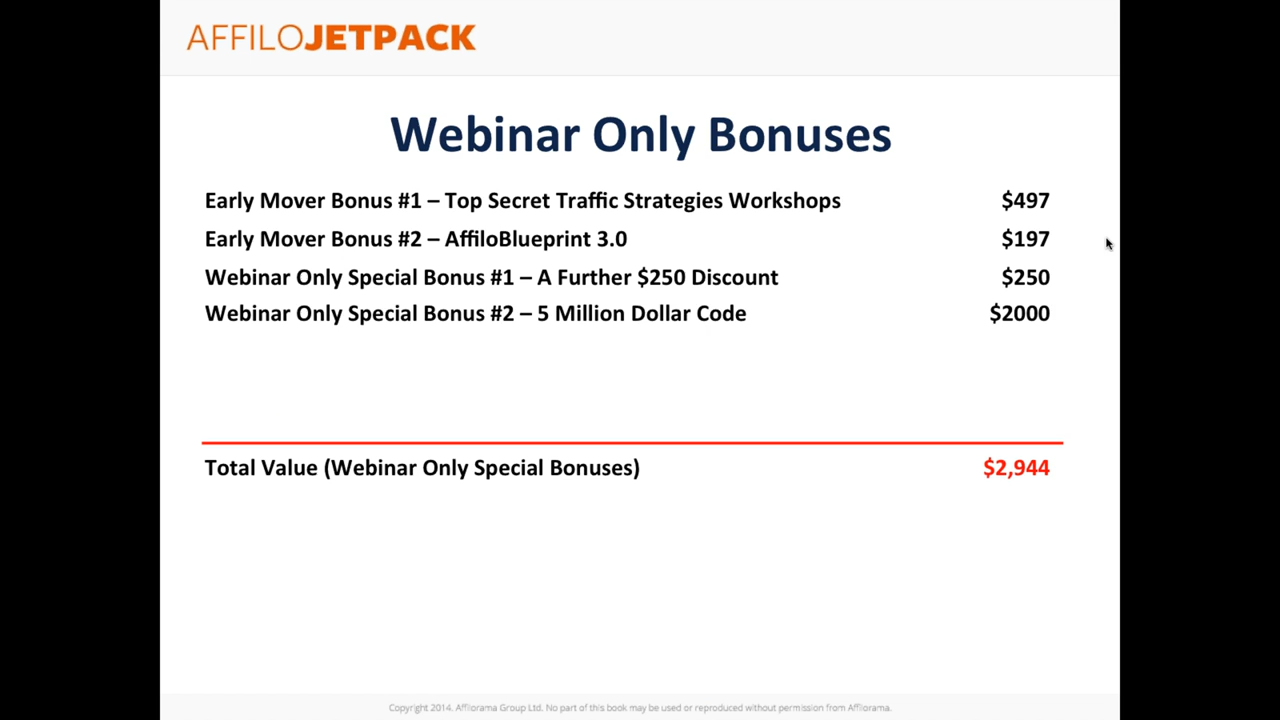 AFFILOJETPACK
Webinar Only Bonuses
Early Mover Bonus #1 – Top Secret Traffic Strategies Workshops $497
Early Mover Bonus #2 – AffiloBlueprint 3.0 $197
Webinar Only Special Bonus #1 – A Further $250 Discount $250
Webinar Only Special Bonus #2 – 5 Million Dollar Code $2000
Total Value (Webinar Only Special Bonuses) $2,944
Copyright 2014. Affilorama Group Ltd. No part of this book may be used or reproduced without permission from Affilorama.